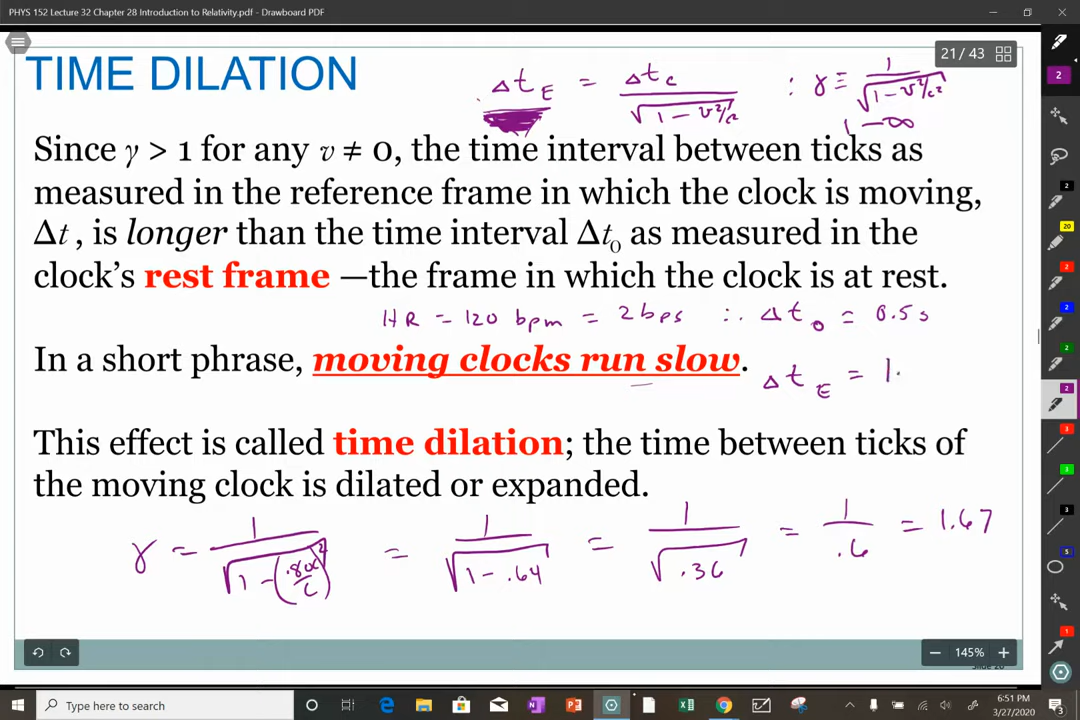 PHYS 152 Lecture 32 Chapter 28 Introduction to Relativity.pdf - Drawboard PDF
21 / 43
TIME DILATION
Δt_E = Δt_c / √(1 - v²/c²) : γ ≡ 1 / √(1 - v²/c²)
1 - ∞
Since γ > 1 for any v ≠ 0, the time interval between ticks as
measured in the reference frame in which the clock is moving,
Δt , is longer than the time interval Δt₀ as measured in the
clock's rest frame —the frame in which the clock is at rest.
HR = 120 bpm = 2 bps ∴ Δt₀ = 0.5 s
In a short phrase, moving clocks run slow.
Δt_E = 1.
This effect is called time dilation; the time between ticks of
the moving clock is dilated or expanded.
γ = 1 / √(1 - (.80c/c)²) = 1 / √(1 - .64) = 1 / √.36 = 1 / .6 = 1.67
145%
Type here to search
6:51 PM
3/27/2020